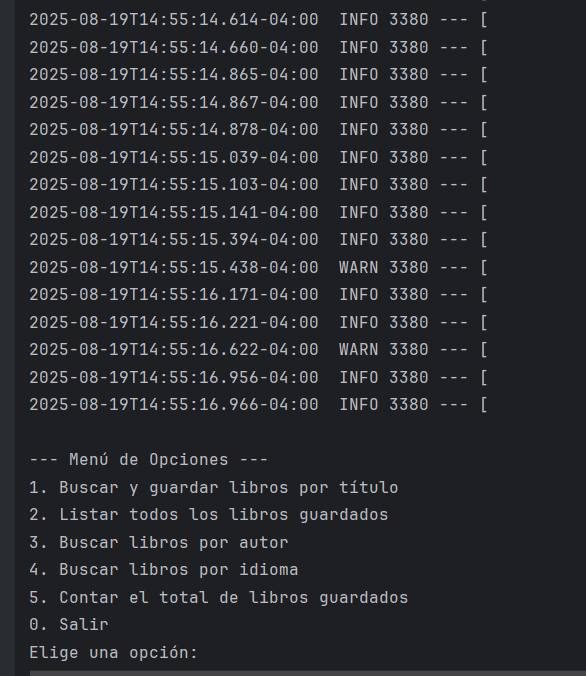 2025-08-19T14:55:14.614-04:00  INFO 3380 --- [
2025-08-19T14:55:14.660-04:00  INFO 3380 --- [
2025-08-19T14:55:14.865-04:00  INFO 3380 --- [
2025-08-19T14:55:14.867-04:00  INFO 3380 --- [
2025-08-19T14:55:14.878-04:00  INFO 3380 --- [
2025-08-19T14:55:15.039-04:00  INFO 3380 --- [
2025-08-19T14:55:15.103-04:00  INFO 3380 --- [
2025-08-19T14:55:15.141-04:00  INFO 3380 --- [
2025-08-19T14:55:15.394-04:00  INFO 3380 --- [
2025-08-19T14:55:15.438-04:00  WARN 3380 --- [
2025-08-19T14:55:16.171-04:00  INFO 3380 --- [
2025-08-19T14:55:16.221-04:00  INFO 3380 --- [
2025-08-19T14:55:16.622-04:00  WARN 3380 --- [
2025-08-19T14:55:16.956-04:00  INFO 3380 --- [
2025-08-19T14:55:16.966-04:00  INFO 3380 --- [
--- Menú de Opciones ---
1. Buscar y guardar libros por título
2. Listar todos los libros guardados
3. Buscar libros por autor
4. Buscar libros por idioma
5. Contar el total de libros guardados
0. Salir
Elige una opción: